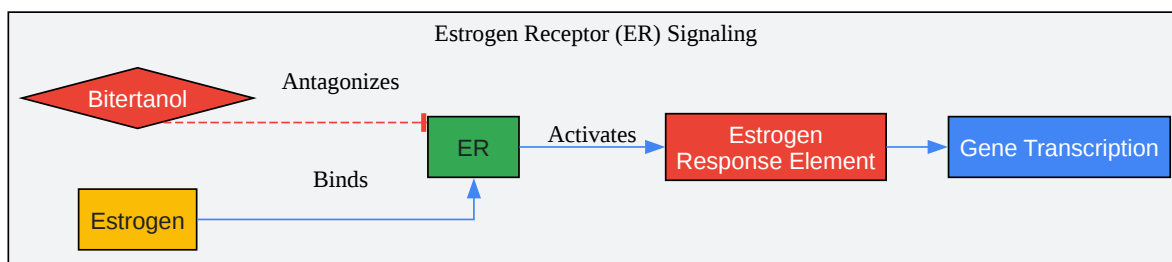 Estrogen Receptor (ER) Signaling
Antagonizes
Bitertanol
Activates
ER
Estrogen
Response Element
Gene Transcription
Binds
Estrogen